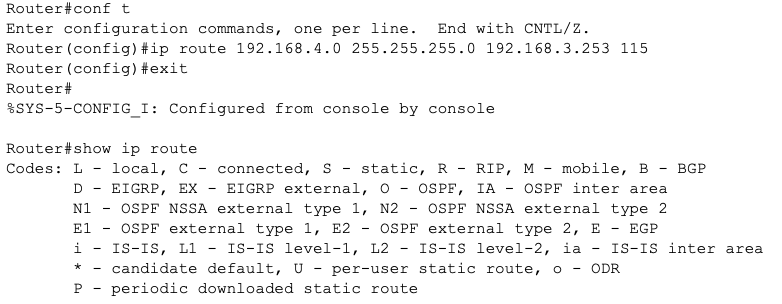 Router#conf t
Enter configuration commands, one per line.  End with CNTL/Z.
Router(config)#ip route 192.168.4.0 255.255.255.0 192.168.3.253 115
Router(config)#exit
Router#
%SYS-5-CONFIG_I: Configured from console by console

Router#show ip route
Codes: L - local, C - connected, S - static, R - RIP, M - mobile, B - BGP
       D - EIGRP, EX - EIGRP external, O - OSPF, IA - OSPF inter area
       N1 - OSPF NSSA external type 1, N2 - OSPF NSSA external type 2
       E1 - OSPF external type 1, E2 - OSPF external type 2, E - EGP
       i - IS-IS, L1 - IS-IS level-1, L2 - IS-IS level-2, ia - IS-IS inter area
       * - candidate default, U - per-user static route, o - ODR
       P - periodic downloaded static route